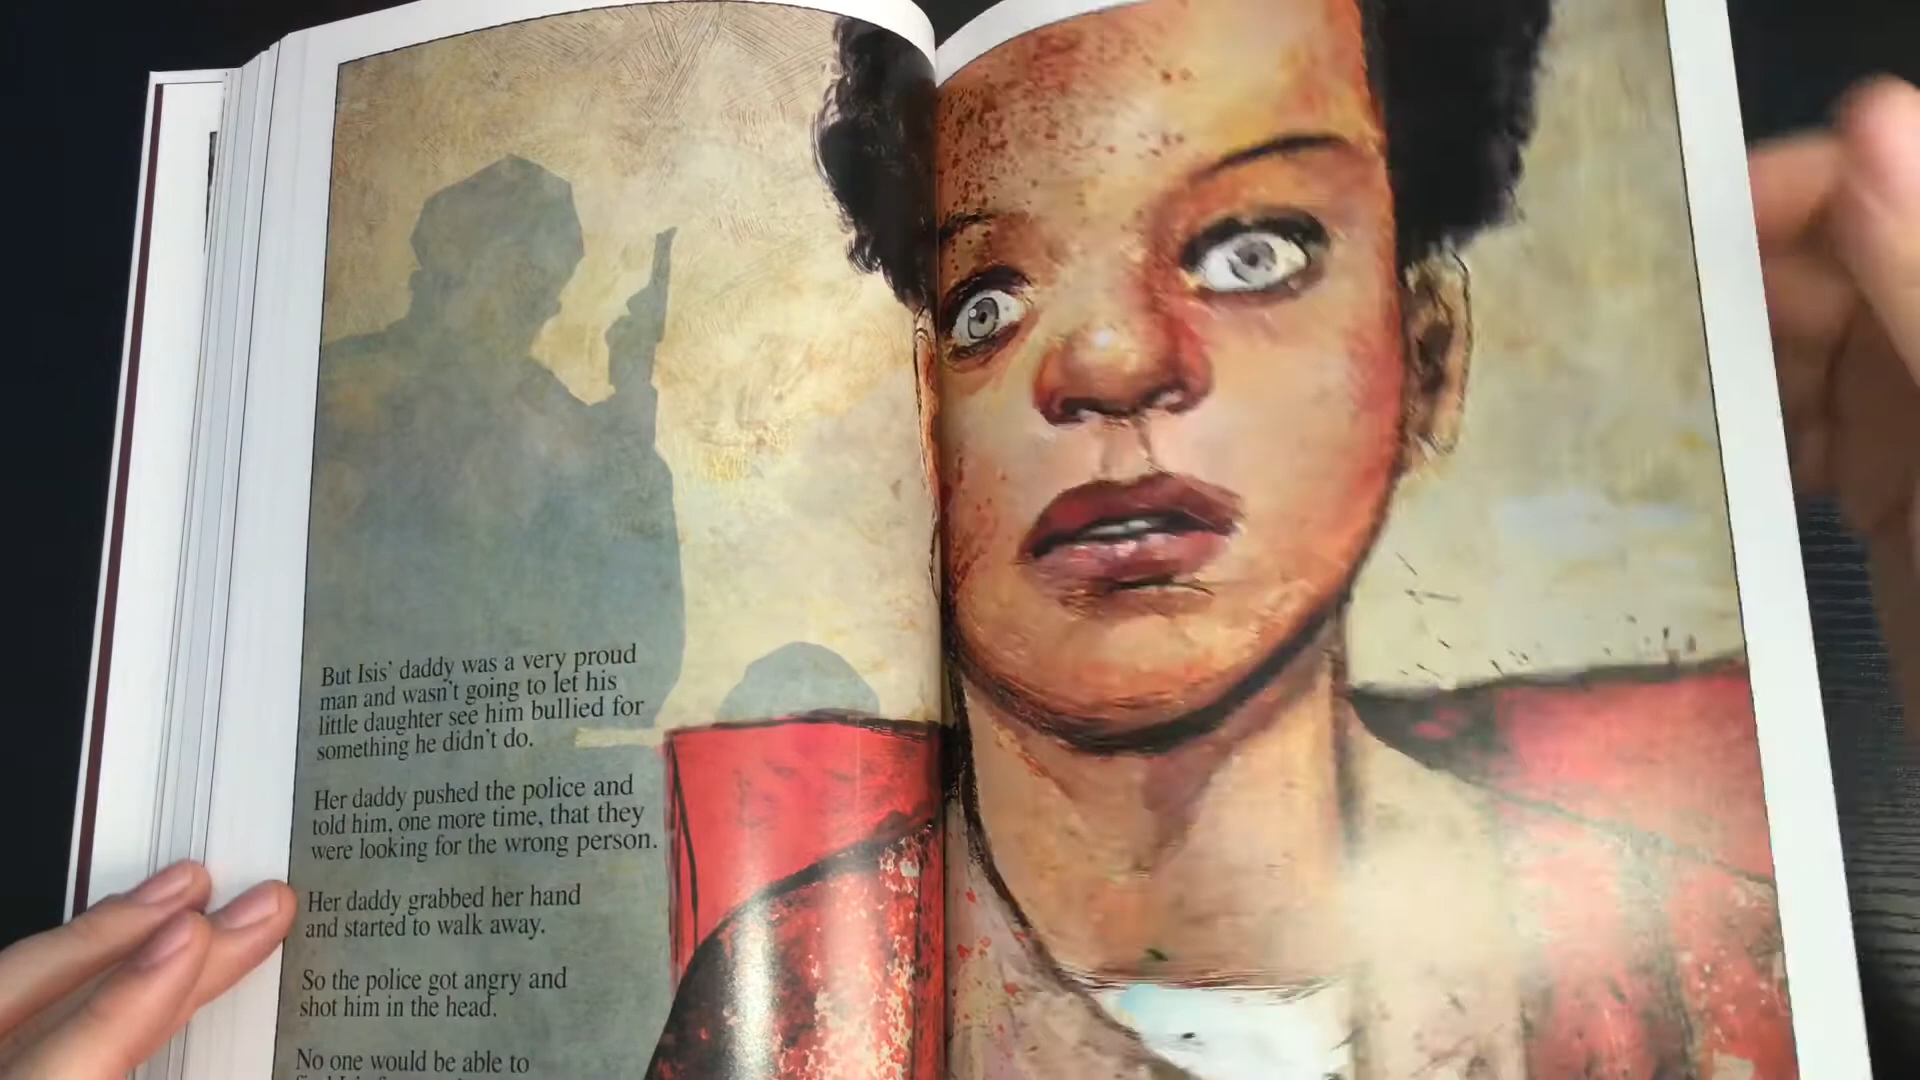 But Isis' daddy was a very proud
man and wasn't going to let his
little daughter see him bullied for
something he didn't do.
Her daddy pushed the police and
told him, one more time, that they
were looking for the wrong person.
Her daddy grabbed her hand
and started to walk away.
So the police got angry and
shot him in the head.
No one would be able to